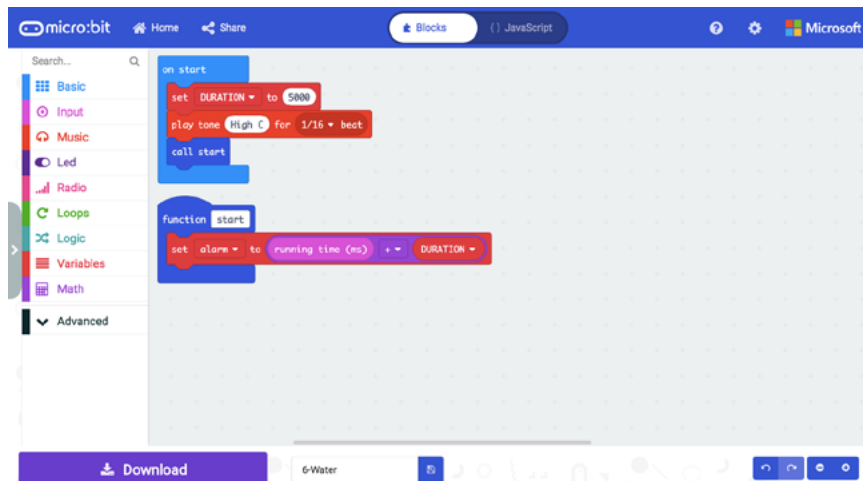 micro:bit Home Share Blocks {} JavaScript Microsoft
Search...
Basic
Input
Music
Led
Radio
Loops
Logic
Variables
Math
Advanced
on start
set DURATION to 5000
play tone High C for 1/16 beat
call start
function start
set alarm to running time (ms) + DURATION
Download
6-Water